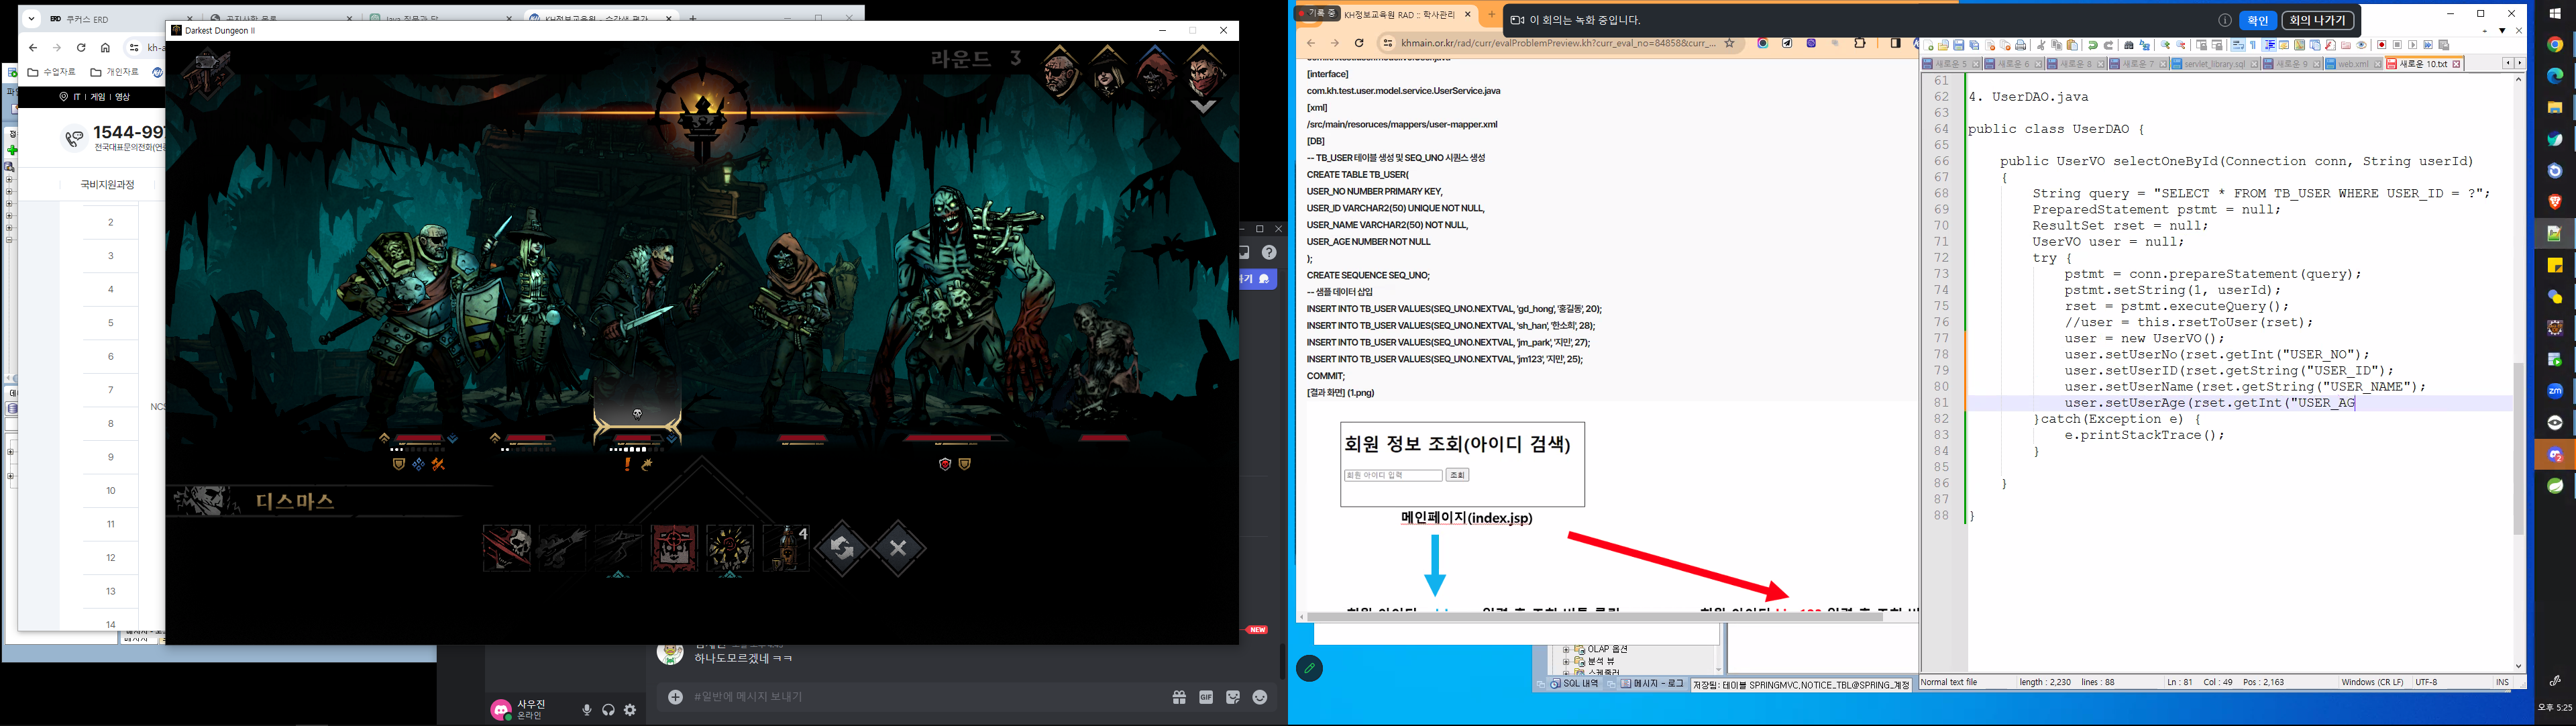 쿠커스 ERD
공지사항 목록
Java 질문과 답
KH정보교육원 - 수강생 평가
kh-a
수업자료
개인자료
IT | 게임 | 영상
1544-997
국비지원과정
2
3
4
5
6
7
8
9
10
11
12
13
14
NCS
Darkest Dungeon II
라운드 3
디스마스
4
NEW
하나도모르겠네 ㅋㅋ
#일반에 메시지 보내기
GIF
사우진
온라인
기록 중
KH정보교육원 RAD :: 학사관리
이 회의는 녹화 중입니다.
확인
회의 나가기
khmain.or.kr/rad/curr/evalProblemPreview.kh?curr_eval_no=84858&curr_...
[interface]
com.kh.test.user.model.service.UserService.java
[xml]
/src/main/resoruces/mappers/user-mapper.xml
[DB]
-- TB_USER 테이블 생성 및 SEQ_UNO 시퀀스 생성
CREATE TABLE TB_USER(
USER_NO NUMBER PRIMARY KEY,
USER_ID VARCHAR2(50) UNIQUE NOT NULL,
USER_NAME VARCHAR2(50) NOT NULL,
USER_AGE NUMBER NOT NULL
);
CREATE SEQUENCE SEQ_UNO;
-- 샘플 데이터 삽입
INSERT INTO TB_USER VALUES(SEQ_UNO.NEXTVAL, 'gd_hong', '홍길동', 20);
INSERT INTO TB_USER VALUES(SEQ_UNO.NEXTVAL, 'sh_han', '한소희', 28);
INSERT INTO TB_USER VALUES(SEQ_UNO.NEXTVAL, 'jm_park', '지민', 27);
INSERT INTO TB_USER VALUES(SEQ_UNO.NEXTVAL, 'jm123', '지민', 25);
COMMIT;
[결과 화면] (1.png)
회원 정보 조회(아이디 검색)
회원 아이디 입력
조회
메인페이지(index.jsp)
OLAP 옵션
분석 뷰
스케줄러
SQL 내역
메시지 - 로그
저장됨: 테이블 SPRINGMVC.NOTICE_TBL@SPRING_계정
새로운 5
새로운 6
새로운 8
새로운 7
servlet_library.sql
새로운 9
web.xml
새로운 10.txt
61
62 4. UserDAO.java
63
64 public class UserDAO {
65
66 public UserVO selectOneById(Connection conn, String userId)
67 {
68 String query = "SELECT * FROM TB_USER WHERE USER_ID = ?";
69 PreparedStatement pstmt = null;
70 ResultSet rset = null;
71 UserVO user = null;
72 try {
73 pstmt = conn.prepareStatement(query);
74 pstmt.setString(1, userId);
75 rset = pstmt.executeQuery();
76 //user = this.rsetToUser(rset);
77 user = new UserVO();
78 user.setUserNo(rset.getInt("USER_NO");
79 user.setUserID(rset.getString("USER_ID");
80 user.setUserName(rset.getString("USER_NAME");
81 user.setUserAge(rset.getInt("USER_AG
82 }catch(Exception e) {
83 e.printStackTrace();
84 }
85
86 }
87
88 }
Normal text file
length : 2,230 lines : 88
Ln : 81 Col : 49 Pos : 2,163
Windows (CR LF)
UTF-8
INS
zm
오후 5:25